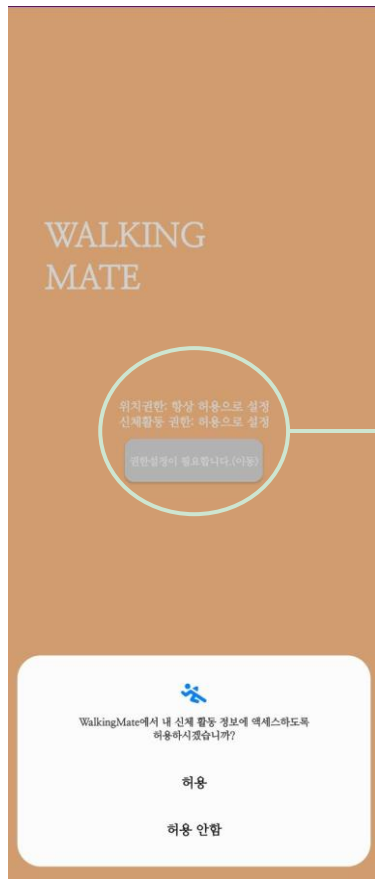 WALKING
MATE
위치권한: 항상 허용으로 설정
신체활동 권한: 허용으로 설정
권한설정이 필요합니다.(이동)
WalkingMate에서 내 신체 활동 정보에 액세스하도록
허용하시겠습니까?
허용
허용 안함